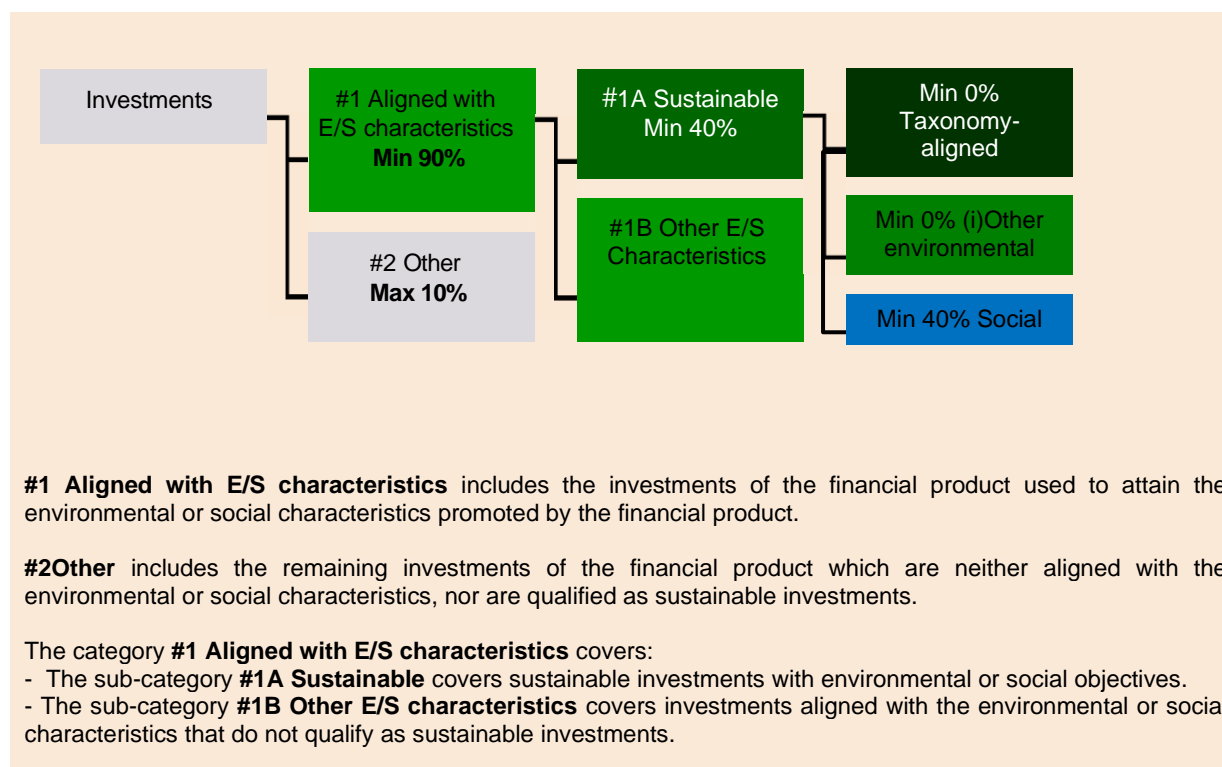 Investments
#1 Aligned with
E/S characteristics
Min 90%
#2 Other
Max 10%
#1A Sustainable
Min 40%
#1B Other E/S
Characteristics
Min 0%
Taxonomy-
aligned
Min 0% (i)Other
environmental
Min 40% Social
#1 Aligned with E/S characteristics includes the investments of the financial product used to attain the
environmental or social characteristics promoted by the financial product.
#2Other includes the remaining investments of the financial product which are neither aligned with the
environmental or social characteristics, nor are qualified as sustainable investments.
The category #1 Aligned with E/S characteristics covers:
- The sub-category #1A Sustainable covers sustainable investments with environmental or social objectives.
- The sub-category #1B Other E/S characteristics covers investments aligned with the environmental or social
characteristics that do not qualify as sustainable investments.